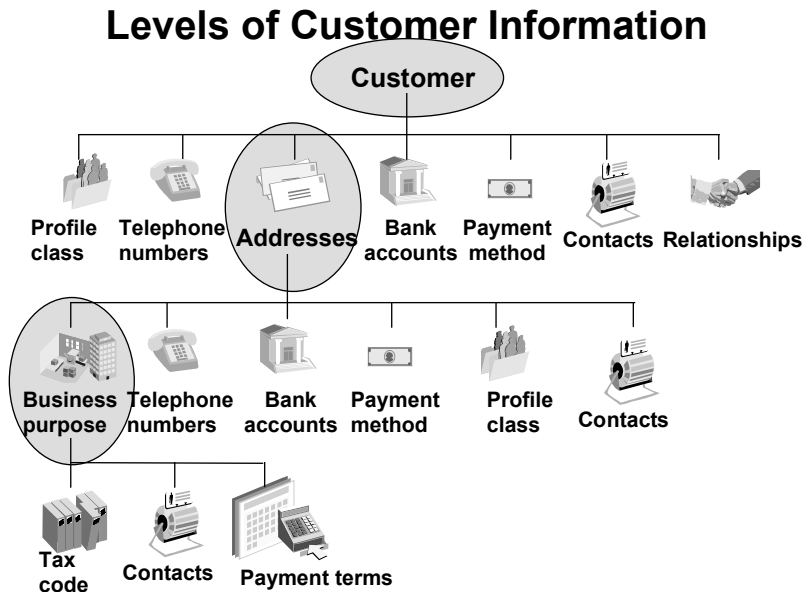 Levels of Customer Information
Customer
Profile
class
Telephone
numbers
Addresses
Bank
accounts
Payment
method
Contacts
Relationships
Business
purpose
Telephone
numbers
Bank
accounts
Payment
method
Profile
class
Contacts
Tax
code
Contacts
Payment terms